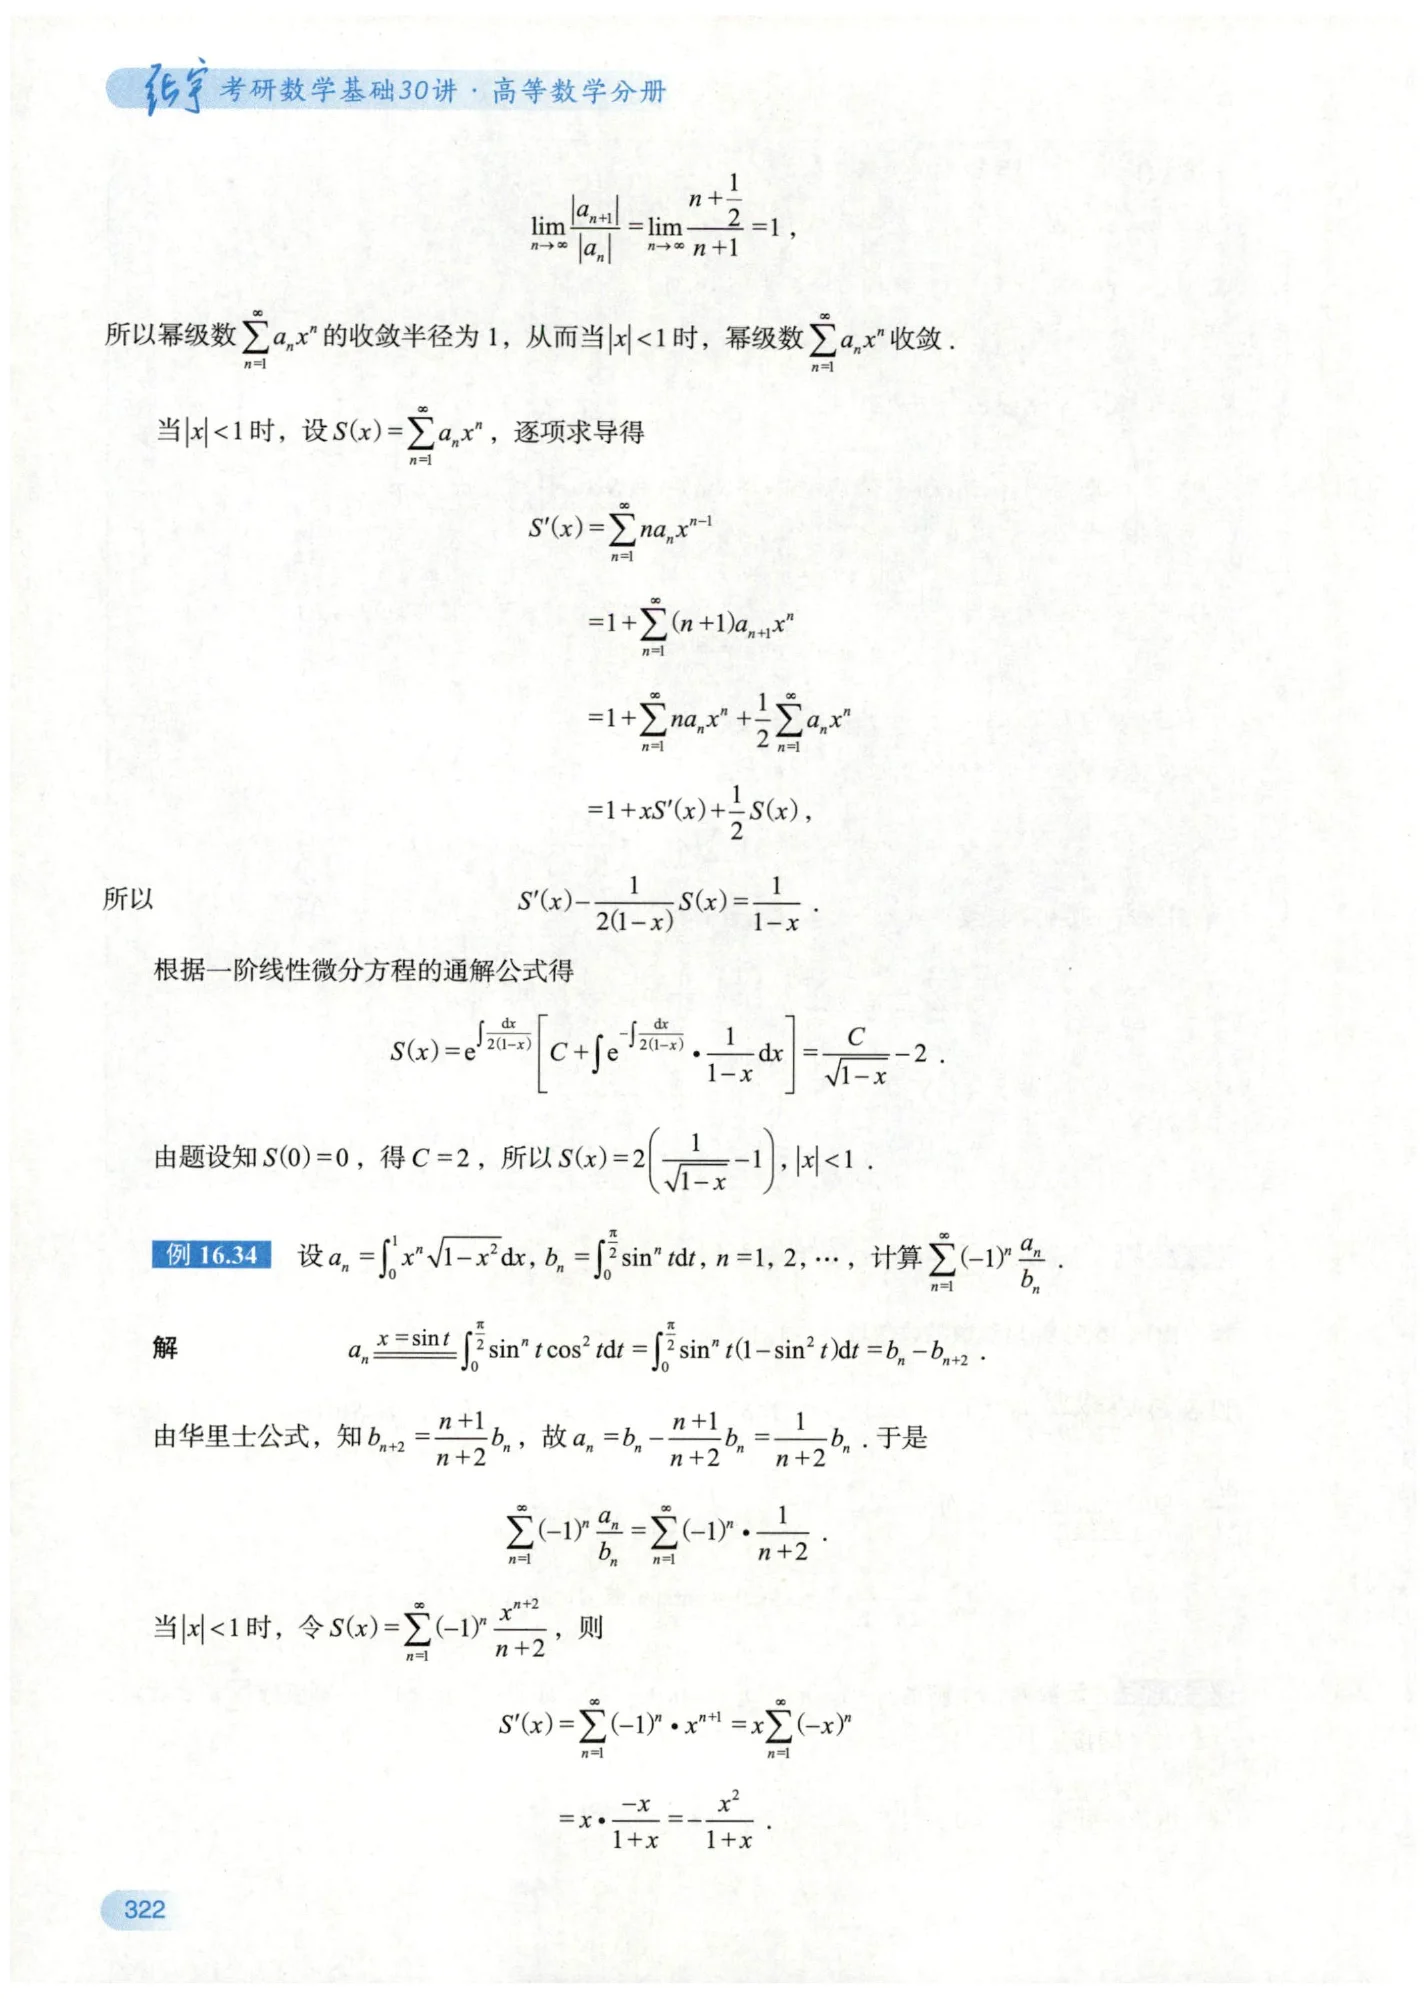 张宇 考研数学基础30讲·高等数学分册
$\lim_{n\to\infty}\frac{|a_{n+1}|}{|a_n|}=\lim_{n\to\infty}\frac{n+\frac{1}{2}}{n+1}=1$，
所以幂级数$\sum_{n=1}^{\infty}a_nx^n$的收敛半径为1，从而当$|x|<1$时，幂级数$\sum_{n=1}^{\infty}a_nx^n$收敛．
当$|x|<1$时，设$S(x)=\sum_{n=1}^{\infty}a_nx^n$，逐项求导得
$S'(x)=\sum_{n=1}^{\infty}na_nx^{n-1}$
$=1+\sum_{n=1}^{\infty}(n+1)a_{n+1}x^n$
$=1+\sum_{n=1}^{\infty}na_nx^n+\frac{1}{2}\sum_{n=1}^{\infty}a_nx^n$
$=1+xS'(x)+\frac{1}{2}S(x)$，
所以 $S'(x)-\frac{1}{2(1-x)}S(x)=\frac{1}{1-x}$．
根据一阶线性微分方程的通解公式得
$S(x)=\mathrm{e}^{\int\frac{\mathrm{d}x}{2(1-x)}}\left[C+\int\mathrm{e}^{-\int\frac{\mathrm{d}x}{2(1-x)}}\cdot\frac{1}{1-x}\mathrm{d}x\right]=\frac{C}{\sqrt{1-x}}-2$．
由题设知$S(0)=0$，得$C=2$，所以$S(x)=2\left(\frac{1}{\sqrt{1-x}}-1\right),|x|<1$．
例 16.34 设$a_n=\int_0^1x^n\sqrt{1-x^2}\mathrm{d}x,b_n=\int_0^{\frac{\pi}{2}}\sin^nt\mathrm{d}t,n=1,2,\cdots$，计算$\sum_{n=1}^{\infty}(-1)^n\frac{a_n}{b_n}$．
解 $a_n\overset{x=\sin t}{=\!=\!=}\int_0^{\frac{\pi}{2}}\sin^nt\cos^2t\mathrm{d}t=\int_0^{\frac{\pi}{2}}\sin^nt(1-\sin^2t)\mathrm{d}t=b_n-b_{n+2}$．
由华里士公式，知$b_{n+2}=\frac{n+1}{n+2}b_n$，故$a_n=b_n-\frac{n+1}{n+2}b_n=\frac{1}{n+2}b_n$．于是
$\sum_{n=1}^{\infty}(-1)^n\frac{a_n}{b_n}=\sum_{n=1}^{\infty}(-1)^n\cdot\frac{1}{n+2}$．
当$|x|<1$时，令$S(x)=\sum_{n=1}^{\infty}(-1)^n\frac{x^{n+2}}{n+2}$，则
$S'(x)=\sum_{n=1}^{\infty}(-1)^n\cdot x^{n+1}=x\sum_{n=1}^{\infty}(-x)^n$
$=x\cdot\frac{-x}{1+x}=-\frac{x^2}{1+x}$．
322